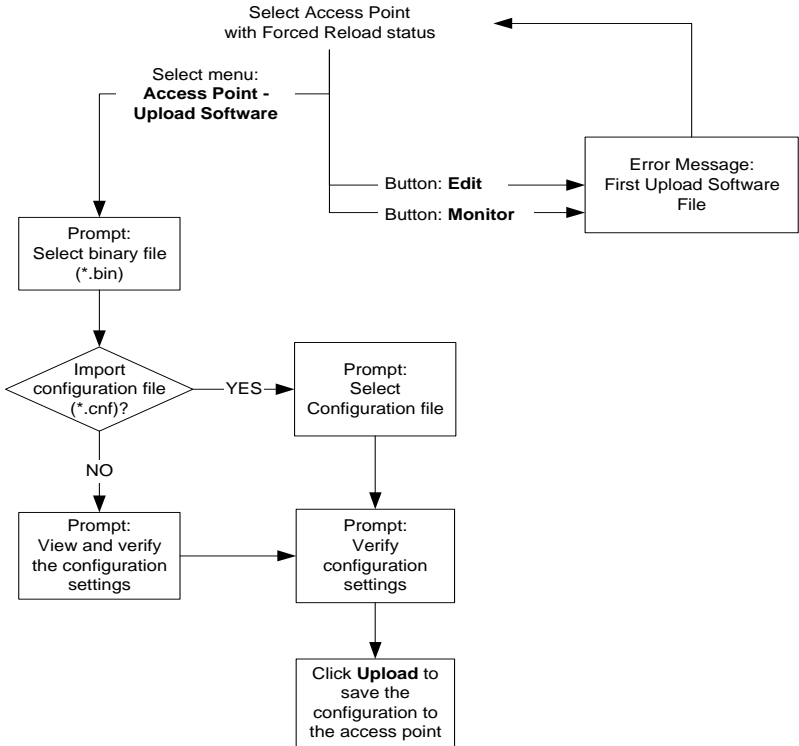 Select Access Point
with Forced Reload status
Select menu:
Access Point -
Upload Software
Button: Edit
Button: Monitor
Error Message:
First Upload Software
File
Prompt:
Select binary file
(*.bin)
Import
configuration file
(*.cnf)?
YES
Prompt:
Select
Configuration file
NO
Prompt:
View and verify
the configuration
settings
Prompt:
Verify
configuration
settings
Click Upload to
save the
configuration to
the access point